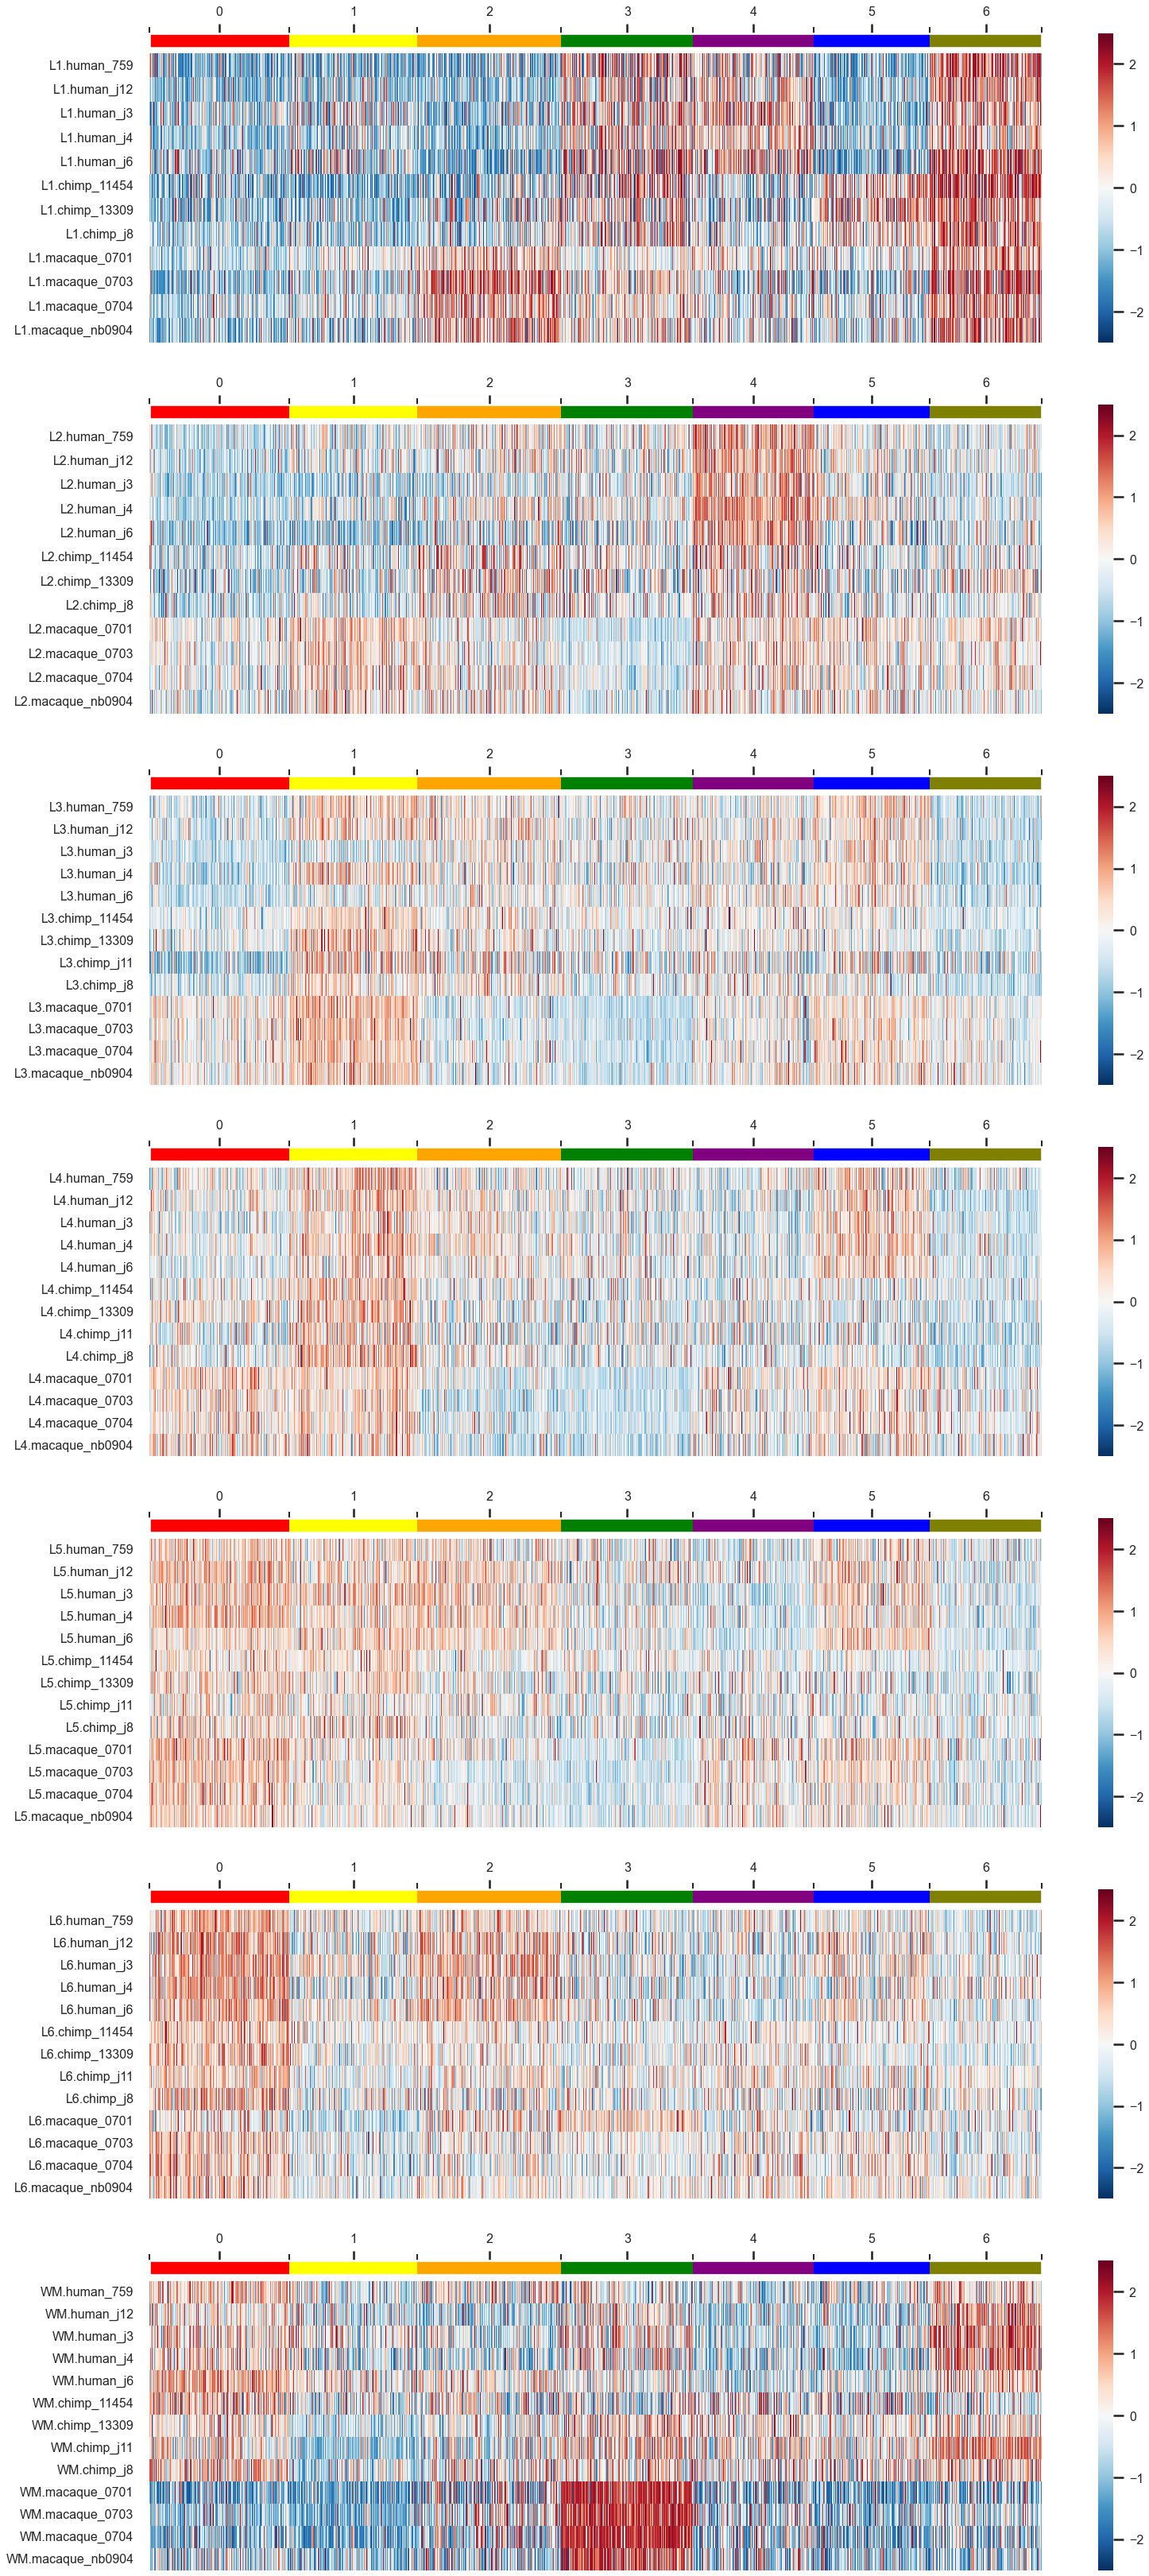 0 1 2 3 4 5 6
L1.human_759
L1.human_j12
L1.human_j3
L1.human_j4
L1.human_j6
L1.chimp_11454
L1.chimp_13309
L1.chimp_j8
L1.macaque_0701
L1.macaque_0703
L1.macaque_0704
L1.macaque_nb0904
2
1
0
−1
−2
0 1 2 3 4 5 6
L2.human_759
L2.human_j12
L2.human_j3
L2.human_j4
L2.human_j6
L2.chimp_11454
L2.chimp_13309
L2.chimp_j8
L2.macaque_0701
L2.macaque_0703
L2.macaque_0704
L2.macaque_nb0904
2
1
0
−1
−2
0 1 2 3 4 5 6
L3.human_759
L3.human_j12
L3.human_j3
L3.human_j4
L3.human_j6
L3.chimp_11454
L3.chimp_13309
L3.chimp_j11
L3.chimp_j8
L3.macaque_0701
L3.macaque_0703
L3.macaque_0704
L3.macaque_nb0904
2
1
0
−1
−2
0 1 2 3 4 5 6
L4.human_759
L4.human_j12
L4.human_j3
L4.human_j4
L4.human_j6
L4.chimp_11454
L4.chimp_13309
L4.chimp_j11
L4.chimp_j8
L4.macaque_0701
L4.macaque_0703
L4.macaque_0704
L4.macaque_nb0904
2
1
0
−1
−2
0 1 2 3 4 5 6
L5.human_759
L5.human_j12
L5.human_j3
L5.human_j4
L5.human_j6
L5.chimp_11454
L5.chimp_13309
L5.chimp_j11
L5.chimp_j8
L5.macaque_0701
L5.macaque_0703
L5.macaque_0704
L5.macaque_nb0904
2
1
0
−1
−2
0 1 2 3 4 5 6
L6.human_759
L6.human_j12
L6.human_j3
L6.human_j4
L6.human_j6
L6.chimp_11454
L6.chimp_13309
L6.chimp_j11
L6.chimp_j8
L6.macaque_0701
L6.macaque_0703
L6.macaque_0704
L6.macaque_nb0904
2
1
0
−1
−2
0 1 2 3 4 5 6
WM.human_759
WM.human_j12
WM.human_j3
WM.human_j4
WM.human_j6
WM.chimp_11454
WM.chimp_13309
WM.chimp_j11
WM.chimp_j8
WM.macaque_0701
WM.macaque_0703
WM.macaque_0704
WM.macaque_nb0904
2
1
0
−1
−2